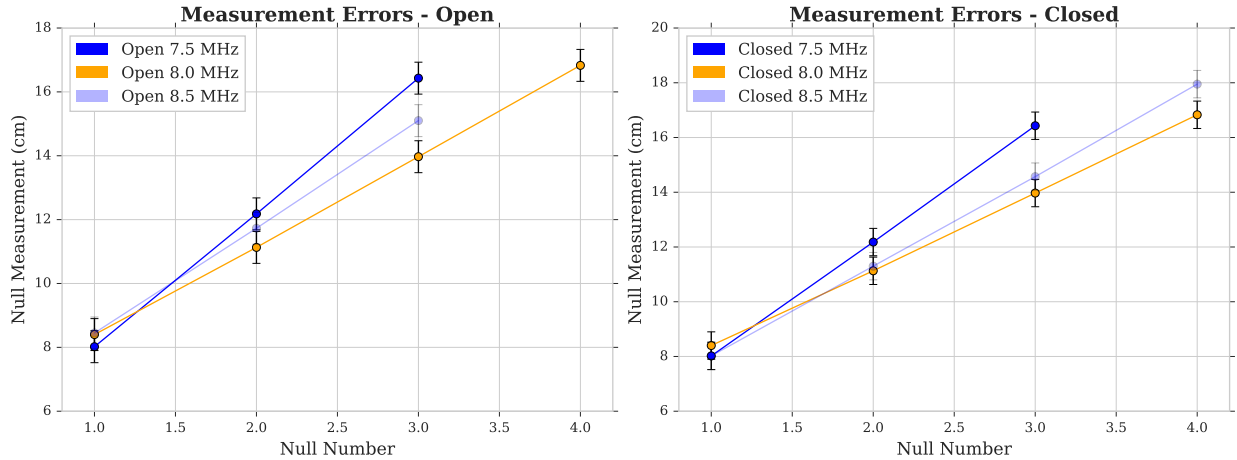 Measurement Errors - Open
Null Measurement (cm)
18
16
14
12
10
8
6
Open 7.5 MHz
Open 8.0 MHz
Open 8.5 MHz
1.0 1.5 2.0 2.5 3.0 3.5 4.0
Null Number
Measurement Errors - Closed
Null Measurement (cm)
20
18
16
14
12
10
8
6
Closed 7.5 MHz
Closed 8.0 MHz
Closed 8.5 MHz
1.0 1.5 2.0 2.5 3.0 3.5 4.0
Null Number